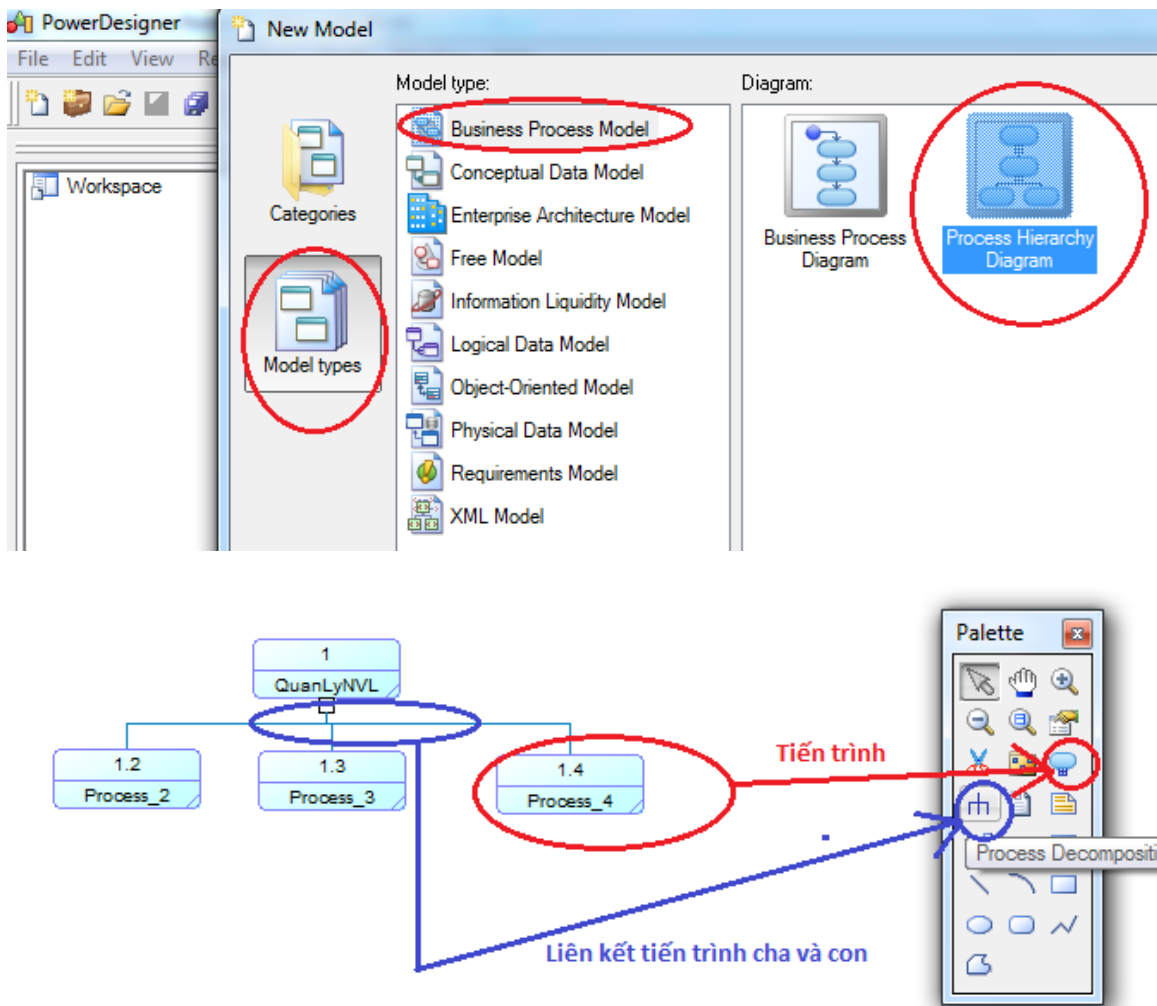 PowerDesigner
New Model
File Edit View Re
Model type:
Diagram:
Business Process Model
Conceptual Data Model
Enterprise Architecture Model
Free Model
Information Liquidity Model
Logical Data Model
Object-Oriented Model
Physical Data Model
Requirements Model
XML Model
Workspace
Categories
Model types
Business Process
Diagram
Process Hierarchy
Diagram
1
QuanLyNVL
1.2
Process_2
1.3
Process_3
1.4
Process_4
Palette
Tiến trình
Process Decompositi
Liên kết tiến trình cha và con